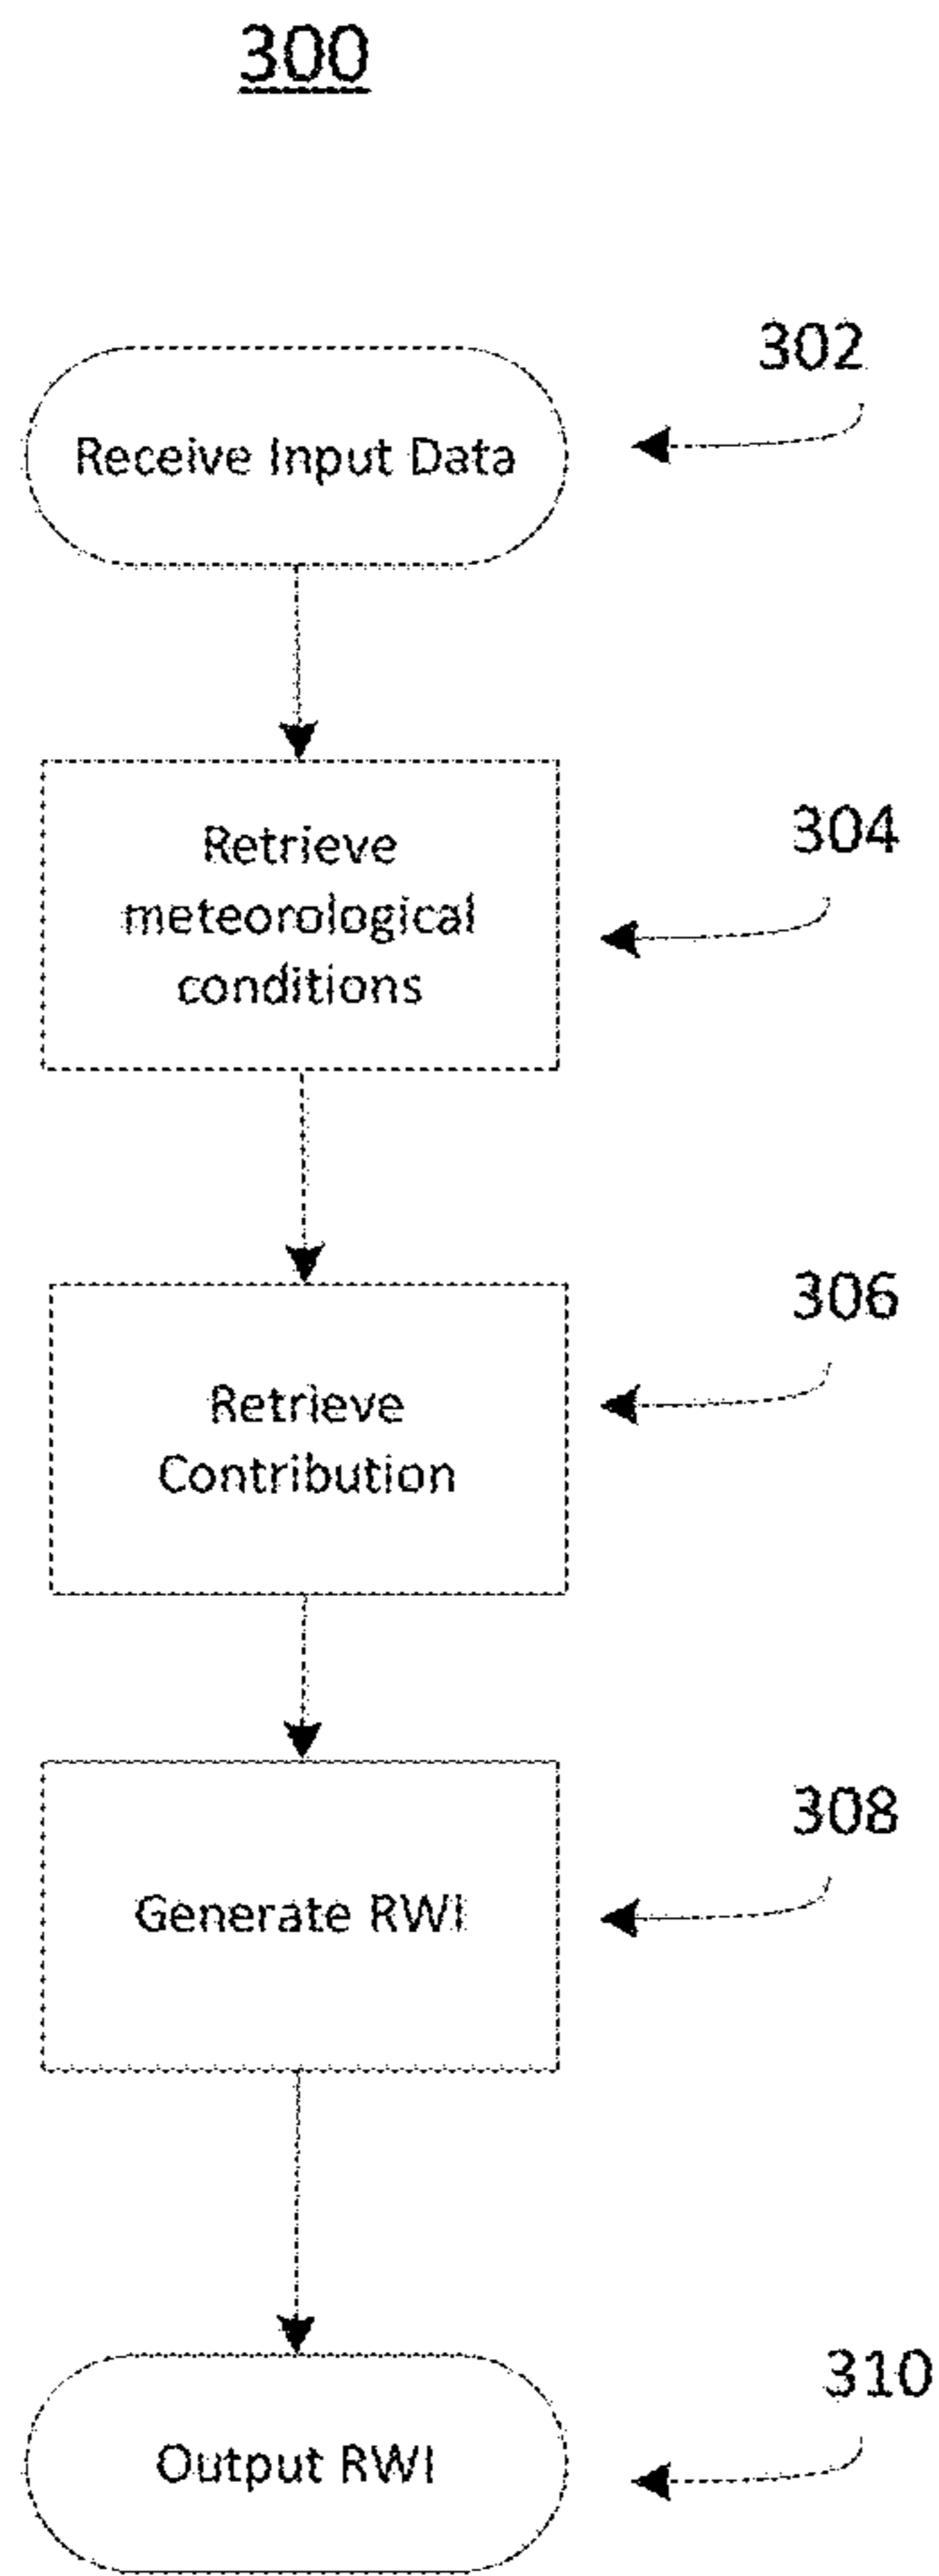 300
302
Receive Input Data
304
Retrieve
meteorological
conditions
306
Retrieve
Contribution
308
Generate RWI
310
Output RWI